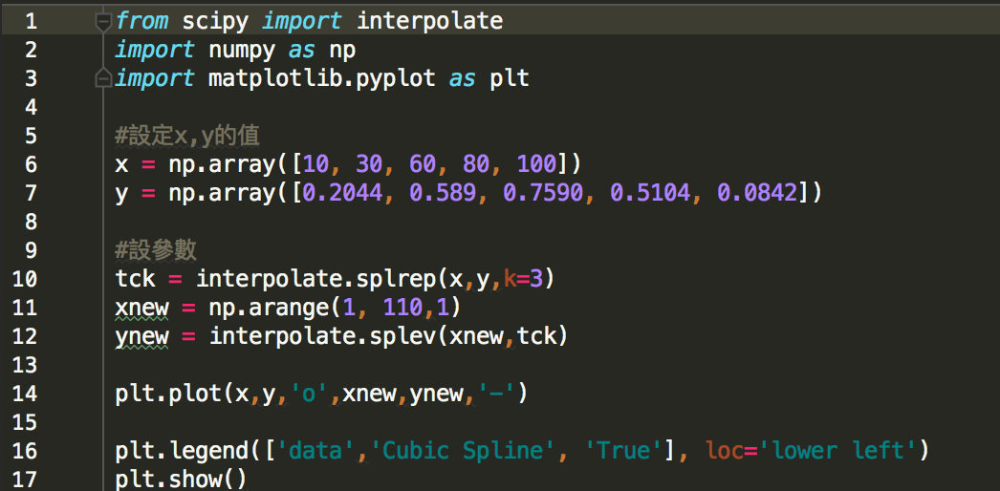 1 from scipy import interpolate
2 import numpy as np
3 import matplotlib.pyplot as plt
4
5 #設定x,y的值
6 x = np.array([10, 30, 60, 80, 100])
7 y = np.array([0.2044, 0.589, 0.7590, 0.5104, 0.0842])
8
9 #設參數
10 tck = interpolate.splrep(x,y,k=3)
11 xnew = np.arange(1, 110,1)
12 ynew = interpolate.splev(xnew,tck)
13
14 plt.plot(x,y,'o',xnew,ynew,'-')
15
16 plt.legend(['data','Cubic Spline', 'True'], loc='lower left')
17 plt.show()